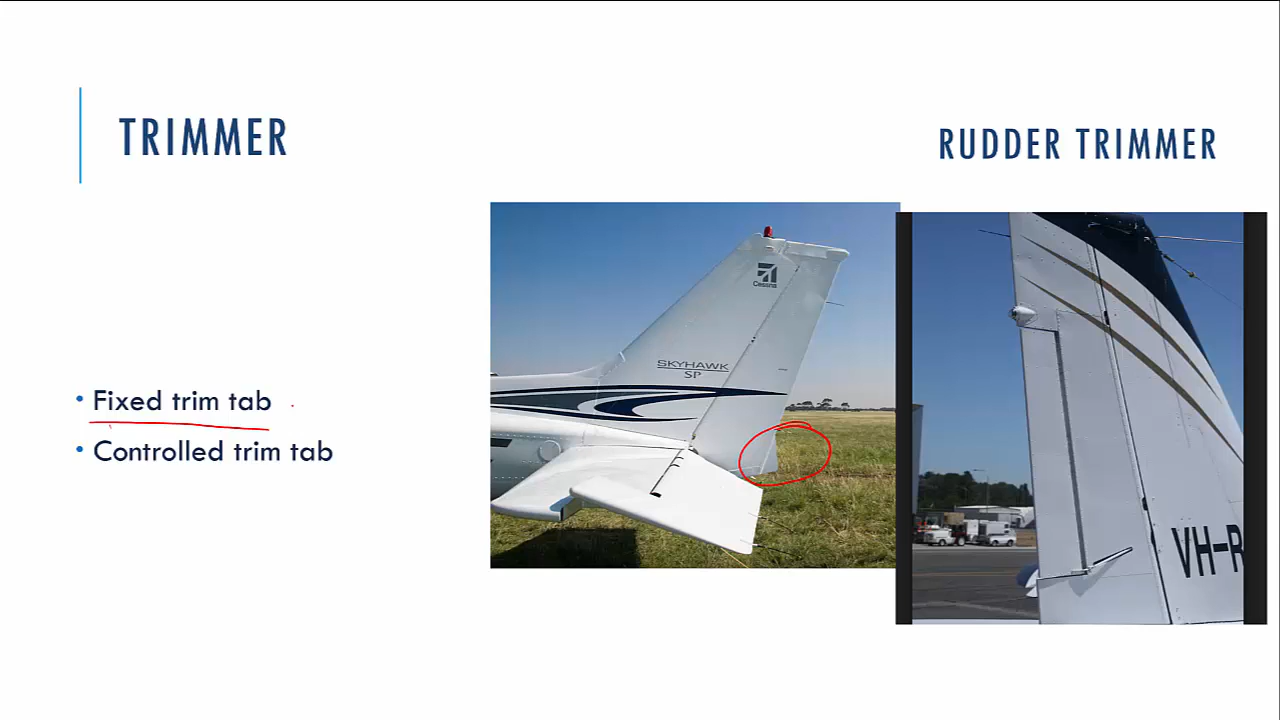 TRIMMER
RUDDER TRIMMER
• Fixed trim tab
• Controlled trim tab
Cessna
SKYHAWK
SP
VH-R